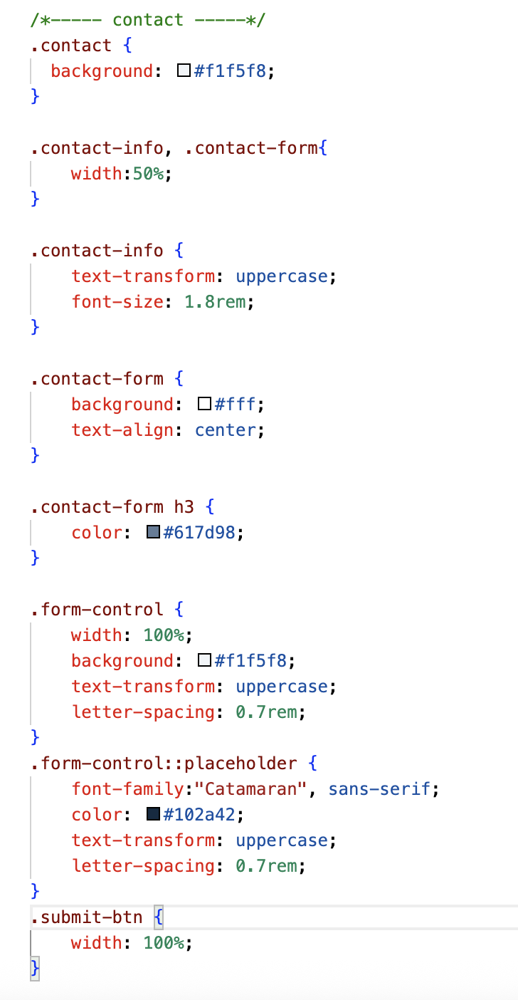 /*----- contact -----*/
.contact {
  background: #f1f5f8;
}

.contact-info, .contact-form{
    width:50%;
}

.contact-info {
    text-transform: uppercase;
    font-size: 1.8rem;
}

.contact-form {
    background: #fff;
    text-align: center;
}

.contact-form h3 {
    color: #617d98;
}

.form-control {
    width: 100%;
    background: #f1f5f8;
    text-transform: uppercase;
    letter-spacing: 0.7rem;
}
.form-control::placeholder {
    font-family:"Catamaran", sans-serif;
    color: #102a42;
    text-transform: uppercase;
    letter-spacing: 0.7rem;
}
.submit-btn {
    width: 100%;
}